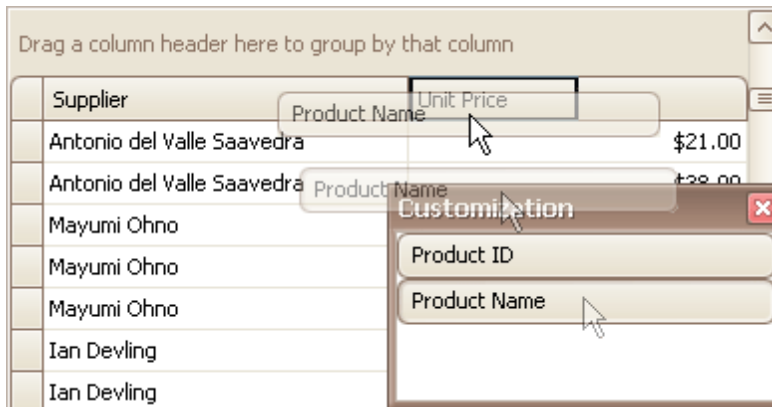 Drag a column header here to group by that column
Supplier
Product Name
Unit Price
Antonio del Valle Saavedra
$21.00
Antonio del Valle Saavedra
Product Name
$38.00
Customization
Mayumi Ohno
Product ID
Mayumi Ohno
Product Name
Mayumi Ohno
Ian Devling
Ian Devling